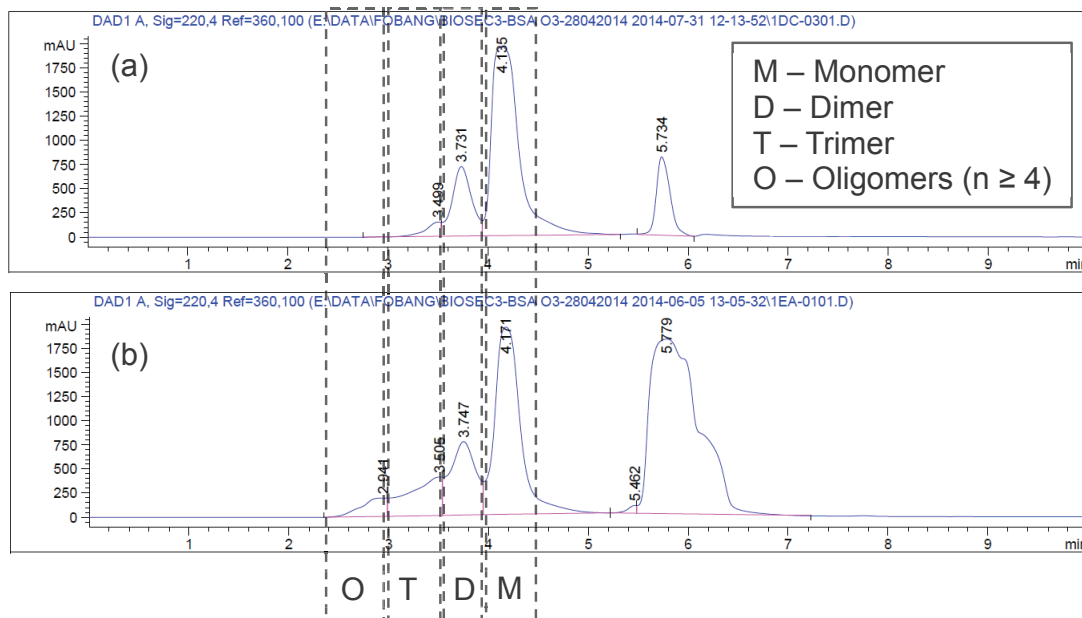 DAD1 A, Sig=220,4 Ref=360,100 (E:\DATA\FOBANG\BIOSEC3-BSA O3-28042014 2014-07-31 12-13-52\1DC-0301.D)
mAU
(a)
1750
1500
1250
1000
750
500
250
0
3.499
3.731
4.135
5.734
1 2 3 4 5 6 7 8 9 min
M – Monomer
D – Dimer
T – Trimer
O – Oligomers (n ≥ 4)
DAD1 A, Sig=220,4 Ref=360,100 (E:\DATA\FOBANG\BIOSEC3-BSA O3-28042014 2014-06-05 13-05-32\1EA-0101.D)
mAU
(b)
1750
1500
1250
1000
750
500
250
0
2.941
3.505
3.747
4.171
5.462
5.779
1 2 3 4 5 6 7 8 9 min
O T D M